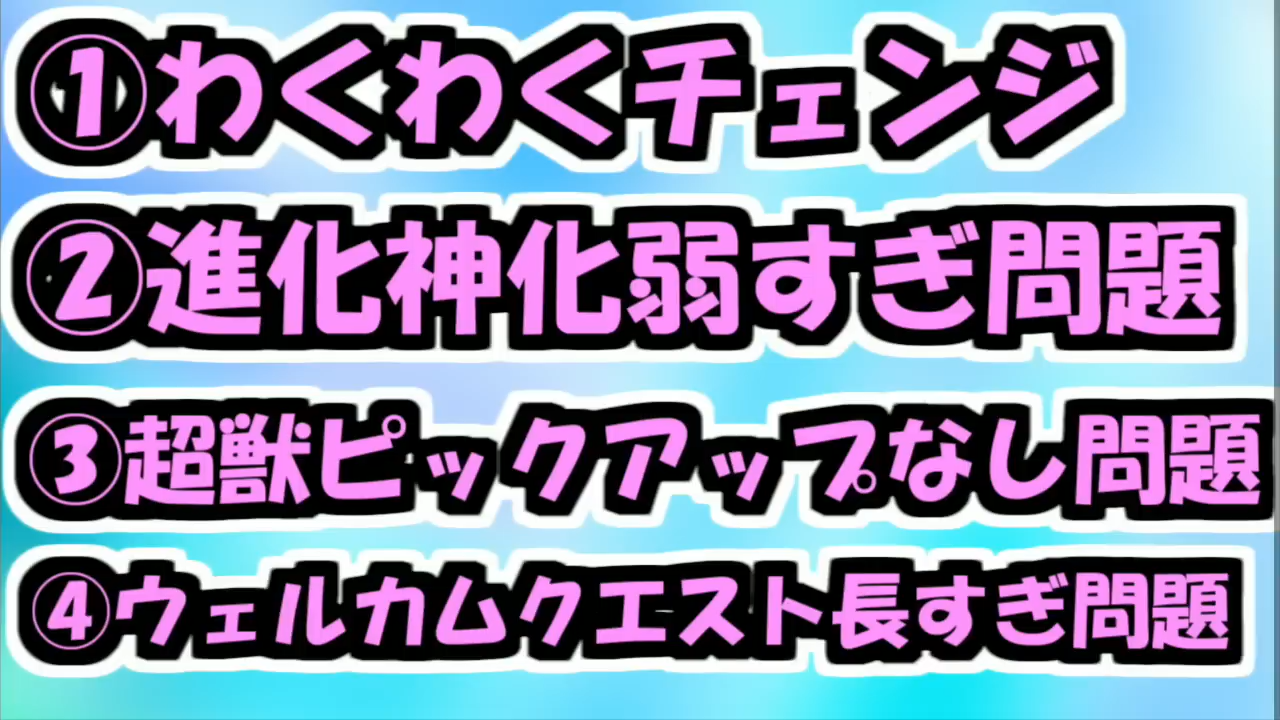 ①わくわくチェンジ
②進化神化弱すぎ問題
③超獣ピックアップなし問題
④ウェルカムクエスト長すぎ問題